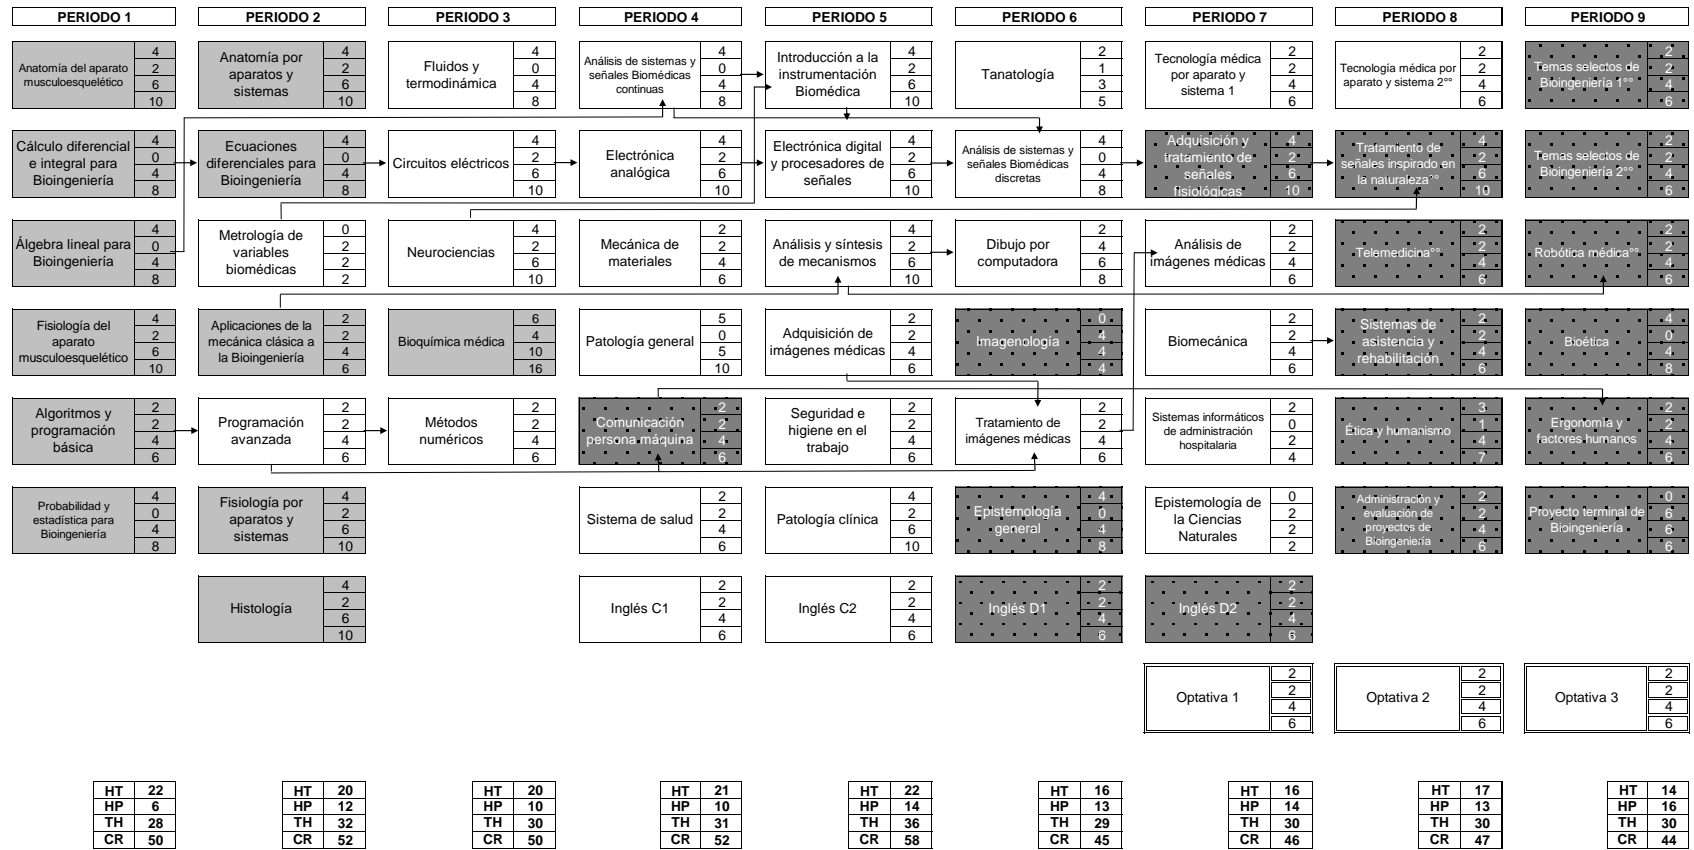 PERIODO 1
PERIODO 2
PERIODO 3
PERIODO 4
PERIODO 5
PERIODO 6
PERIODO 7
PERIODO 8
PERIODO 9
Anatomía del aparato
musculoesquelético
4
2
6
10
Anatomía por
aparatos y
sistemas
4
2
6
10
Fluidos y
termodinámica
4
0
4
8
Análisis de sistemas y
señales Biomédicas
continuas
4
0
4
8
Introducción a la
instrumentación
Biomédica
4
2
6
10
Tanatología
2
1
3
5
Tecnología médica
por aparato y
sistema 1
2
2
4
6
Tecnología médica por
aparato y sistema 2°°
2
2
4
6
Temas selectos de
Bioingeniería 1°°
2
2
4
6
Cálculo diferencial
e integral para
Bioingeniería
4
0
4
8
Ecuaciones
diferenciales para
Bioingeniería
4
0
4
8
Circuitos eléctricos
4
2
6
10
Electrónica
analógica
4
2
6
10
Electrónica digital
y procesadores de
señales
4
2
6
10
Análisis de sistemas y
señales Biomédicas
discretas
4
0
4
8
Adquisición y
tratamiento de
señales
fisiológicas
4
2
6
10
Tratamiento de
señales inspirado en
la naturaleza°°
4
2
6
10
Temas selectos de
Bioingeniería 2°°
2
2
4
6
Álgebra lineal para
Bioingeniería
4
0
4
8
Metrología de
variables
biomédicas
0
2
2
2
Neurociencias
4
2
6
10
Mecánica de
materiales
2
2
4
6
Análisis y síntesis
de mecanismos
4
2
6
10
Dibujo por
computadora
2
4
6
8
Análisis de
imágenes médicas
2
2
4
6
Telemedicina°°
2
2
4
6
Robótica médica°°
2
2
4
6
Fisiología del
aparato
musculoesquelético
4
2
6
10
Aplicaciones de la
mecánica clásica a
la Bioingeniería
2
2
4
6
Bioquímica médica
6
4
10
16
Patología general
5
0
5
10
Adquisición de
imágenes médicas
2
2
4
6
Imagenología
0
4
4
4
Biomecánica
2
2
4
6
Sistemas de
asistencia y
rehabilitación
2
2
4
6
Bioética
4
0
4
8
Algoritmos y
programación
básica
2
2
4
6
Programación
avanzada
2
2
4
6
Métodos
numéricos
2
2
4
6
Comunicación
persona máquina
2
2
4
6
Seguridad e
higiene en el
trabajo
2
2
4
6
Tratamiento de
imágenes médicas
2
2
4
6
Sistemas informáticos
de administración
hospitalaria
2
0
2
4
Ética y humanismo
3
1
4
7
Ergonomía y
factores humanos
2
2
4
6
Probabilidad y
estadística para
Bioingeniería
4
0
4
8
Fisiología por
aparatos y
sistemas
4
2
6
10
Sistema de salud
2
2
4
6
Patología clínica
4
2
6
10
Epistemología
general
4
0
4
8
Epistemología de
la Ciencias
Naturales
0
2
2
2
Administración y
evaluación de
proyectos de
Bioingeniería
2
2
4
6
Proyecto terminal de
Bioingeniería
0
6
6
6
Histología
4
2
6
10
Inglés C1
2
2
4
6
Inglés C2
2
2
4
6
Inglés D1
2
2
4
6
Inglés D2
2
2
4
6
Optativa 1
2
2
4
6
Optativa 2
2
2
4
6
Optativa 3
2
2
4
6
HT 22
HP 6
TH 28
CR 50
HT 20
HP 12
TH 32
CR 52
HT 20
HP 10
TH 30
CR 50
HT 21
HP 10
TH 31
CR 52
HT 22
HP 14
TH 36
CR 58
HT 16
HP 13
TH 29
CR 45
HT 16
HP 14
TH 30
CR 46
HT 17
HP 13
TH 30
CR 47
HT 14
HP 16
TH 30
CR 44